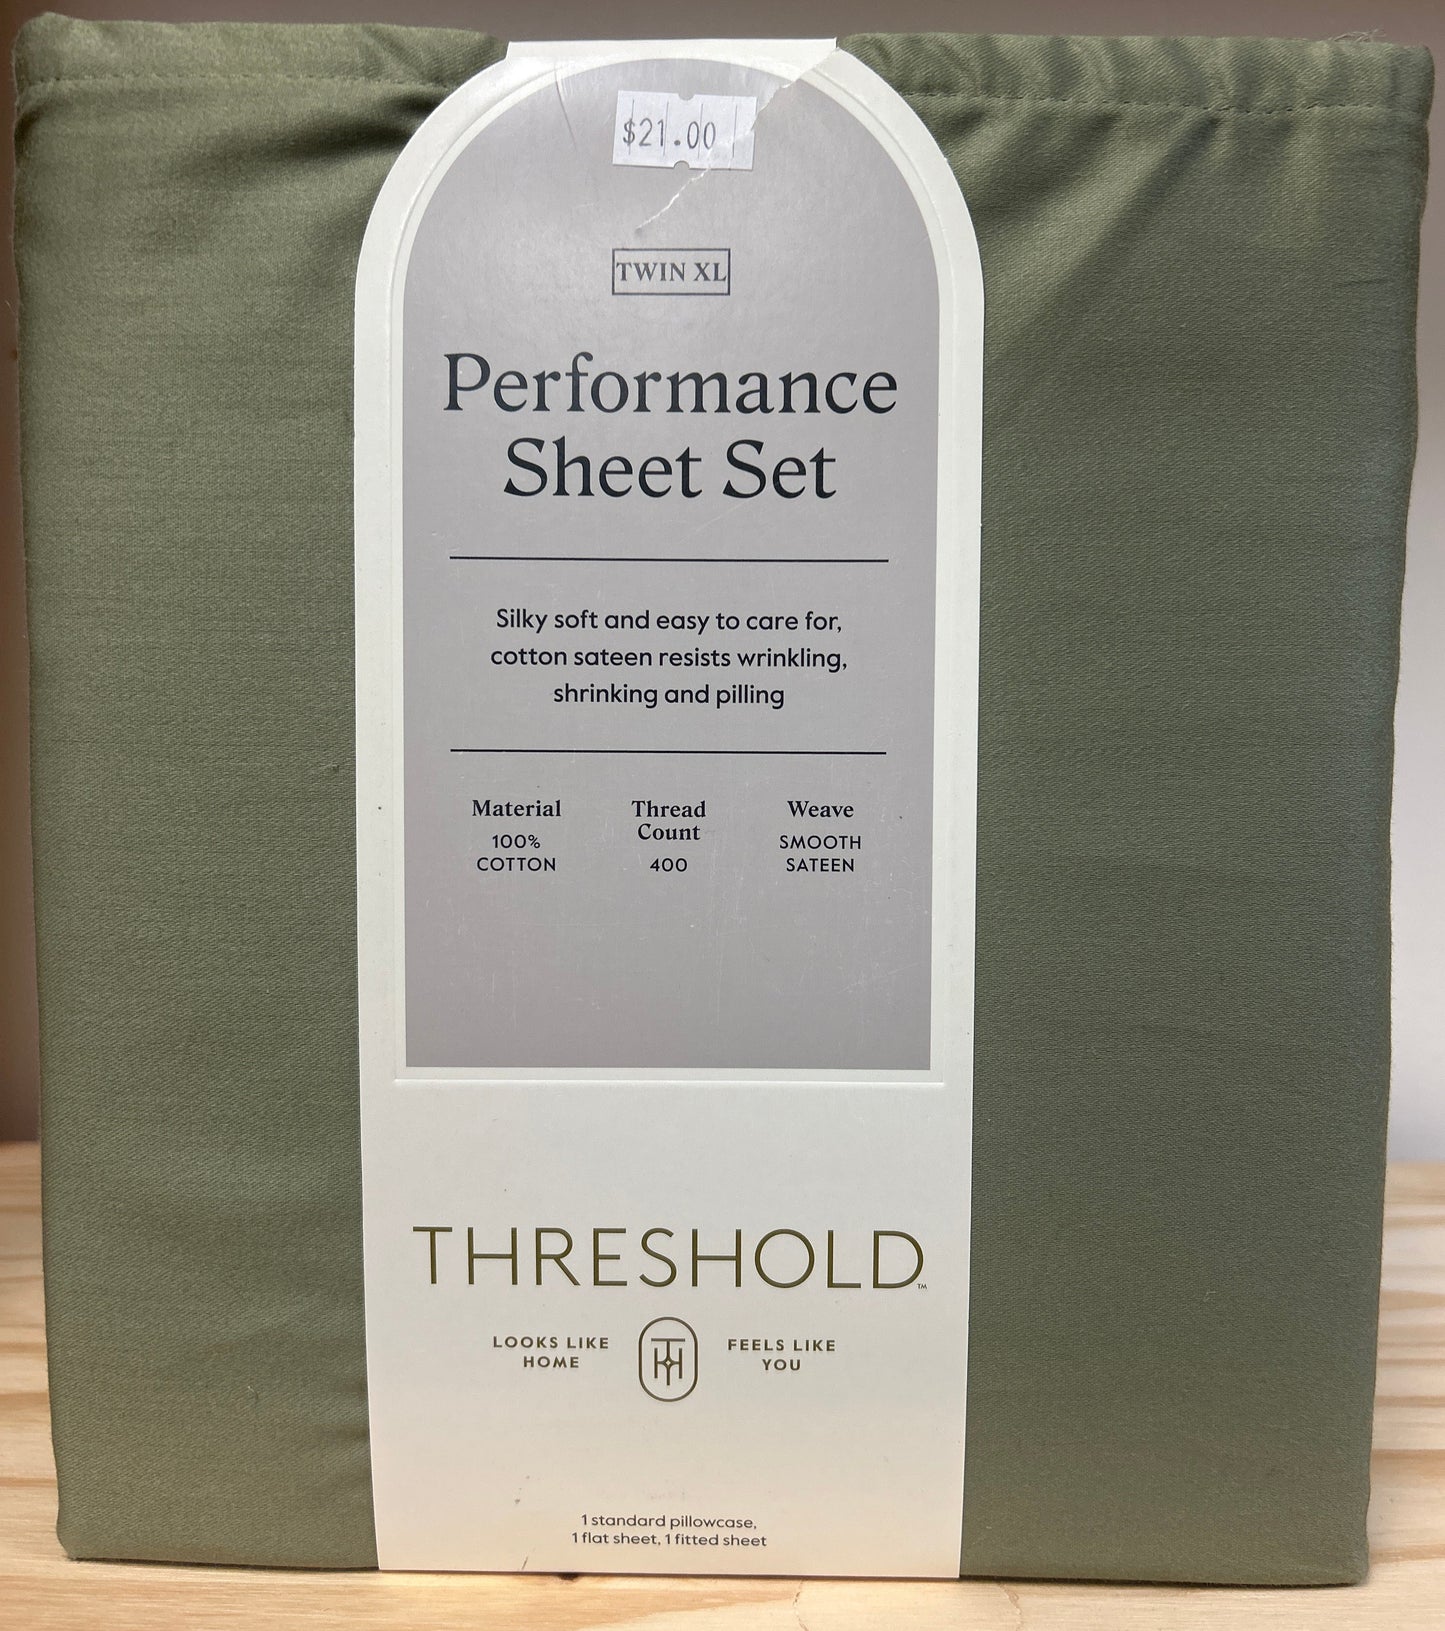 $21.00
TWIN XL
Performance
Sheet Set
Silky soft and easy to care for,
cotton sateen resists wrinkling,
shrinking and pilling
Material
100%
COTTON
Thread
Count
400
Weave
SMOOTH
SATEEN
THRESHOLD™
LOOKS LIKE
HOME
TH
FEELS LIKE
YOU
1 standard pillowcase,
1 flat sheet, 1 fitted sheet